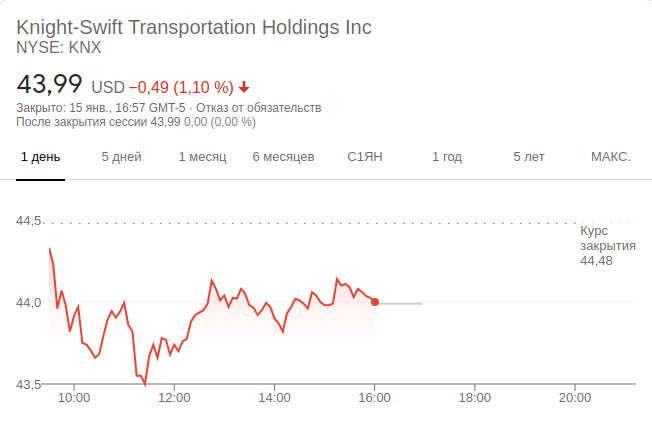 Knight-Swift Transportation Holdings Inc
NYSE: KNX
43,99 USD −0,49 (1,10 %)
Закрыто: 15 янв., 16:57 GMT-5 · Отказ от обязательств
После закрытия сессии 43,99 0,00 (0,00 %)
1 день 5 дней 1 месяц 6 месяцев С1ЯН 1 год 5 лет МАКС.
44,5
Курс
закрытия
44,48
44,0
43,5
10:00 12:00 14:00 16:00 18:00 20:00